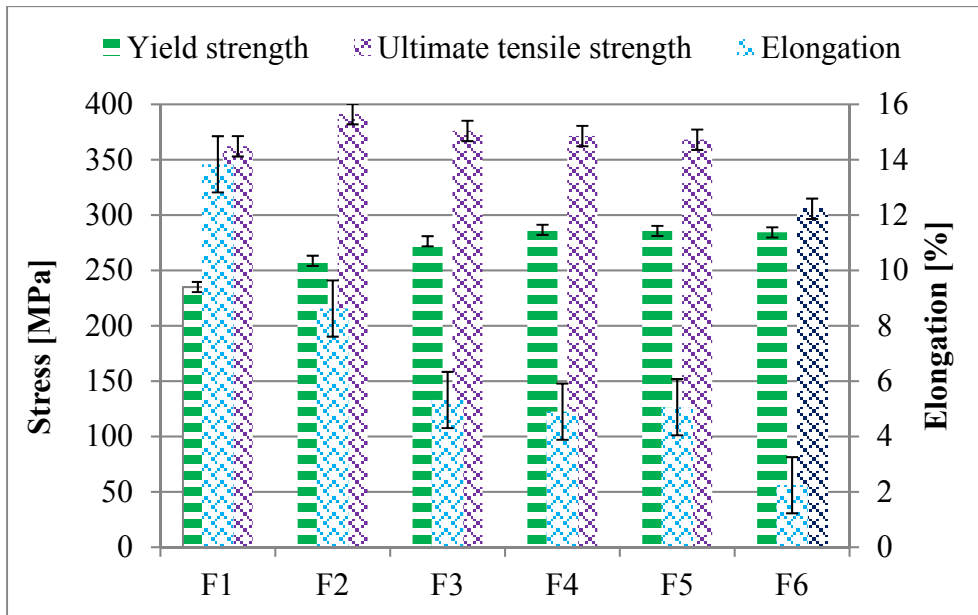 Yield strength Ultimate tensile strength Elongation
400 16
350 14
300 12
250 10
200 8
150 6
100 4
50 2
0 0
Stress [MPa]
Elongation [%]
F1 F2 F3 F4 F5 F6